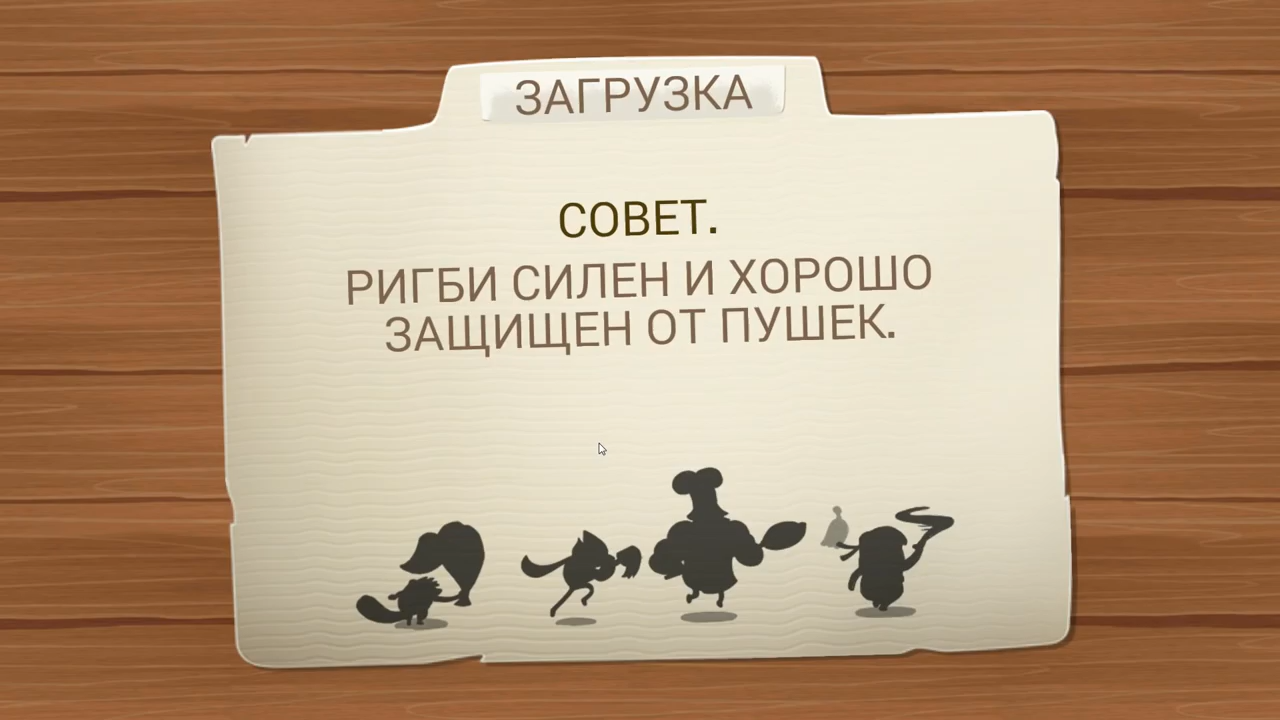 ЗАГРУЗКА
СОВЕТ.
РИГБИ СИЛЕН И ХОРОШО
ЗАЩИЩЕН ОТ ПУШЕК.